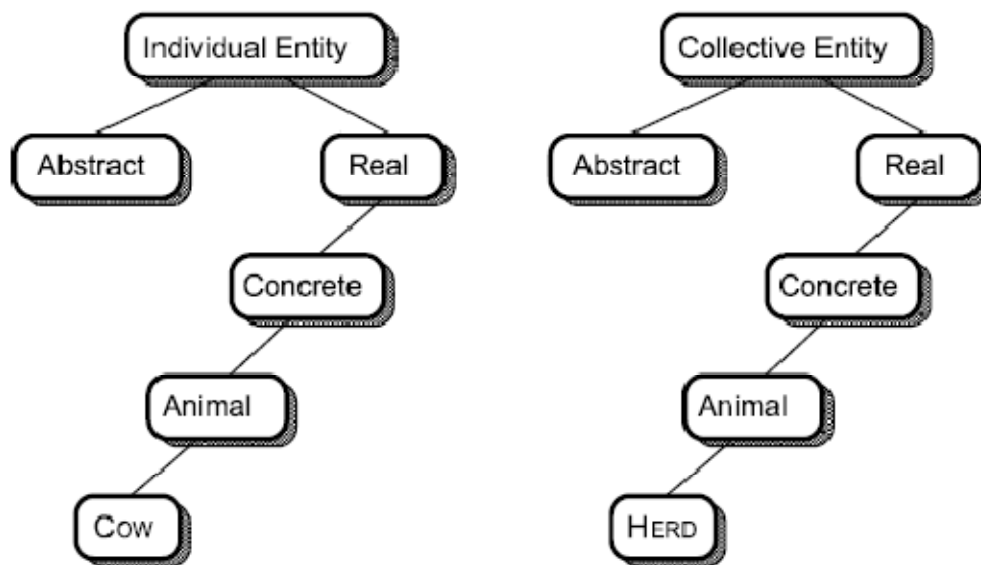 Individual Entity
Collective Entity
Abstract
Real
Abstract
Real
Concrete
Concrete
Animal
Animal
COW
HERD